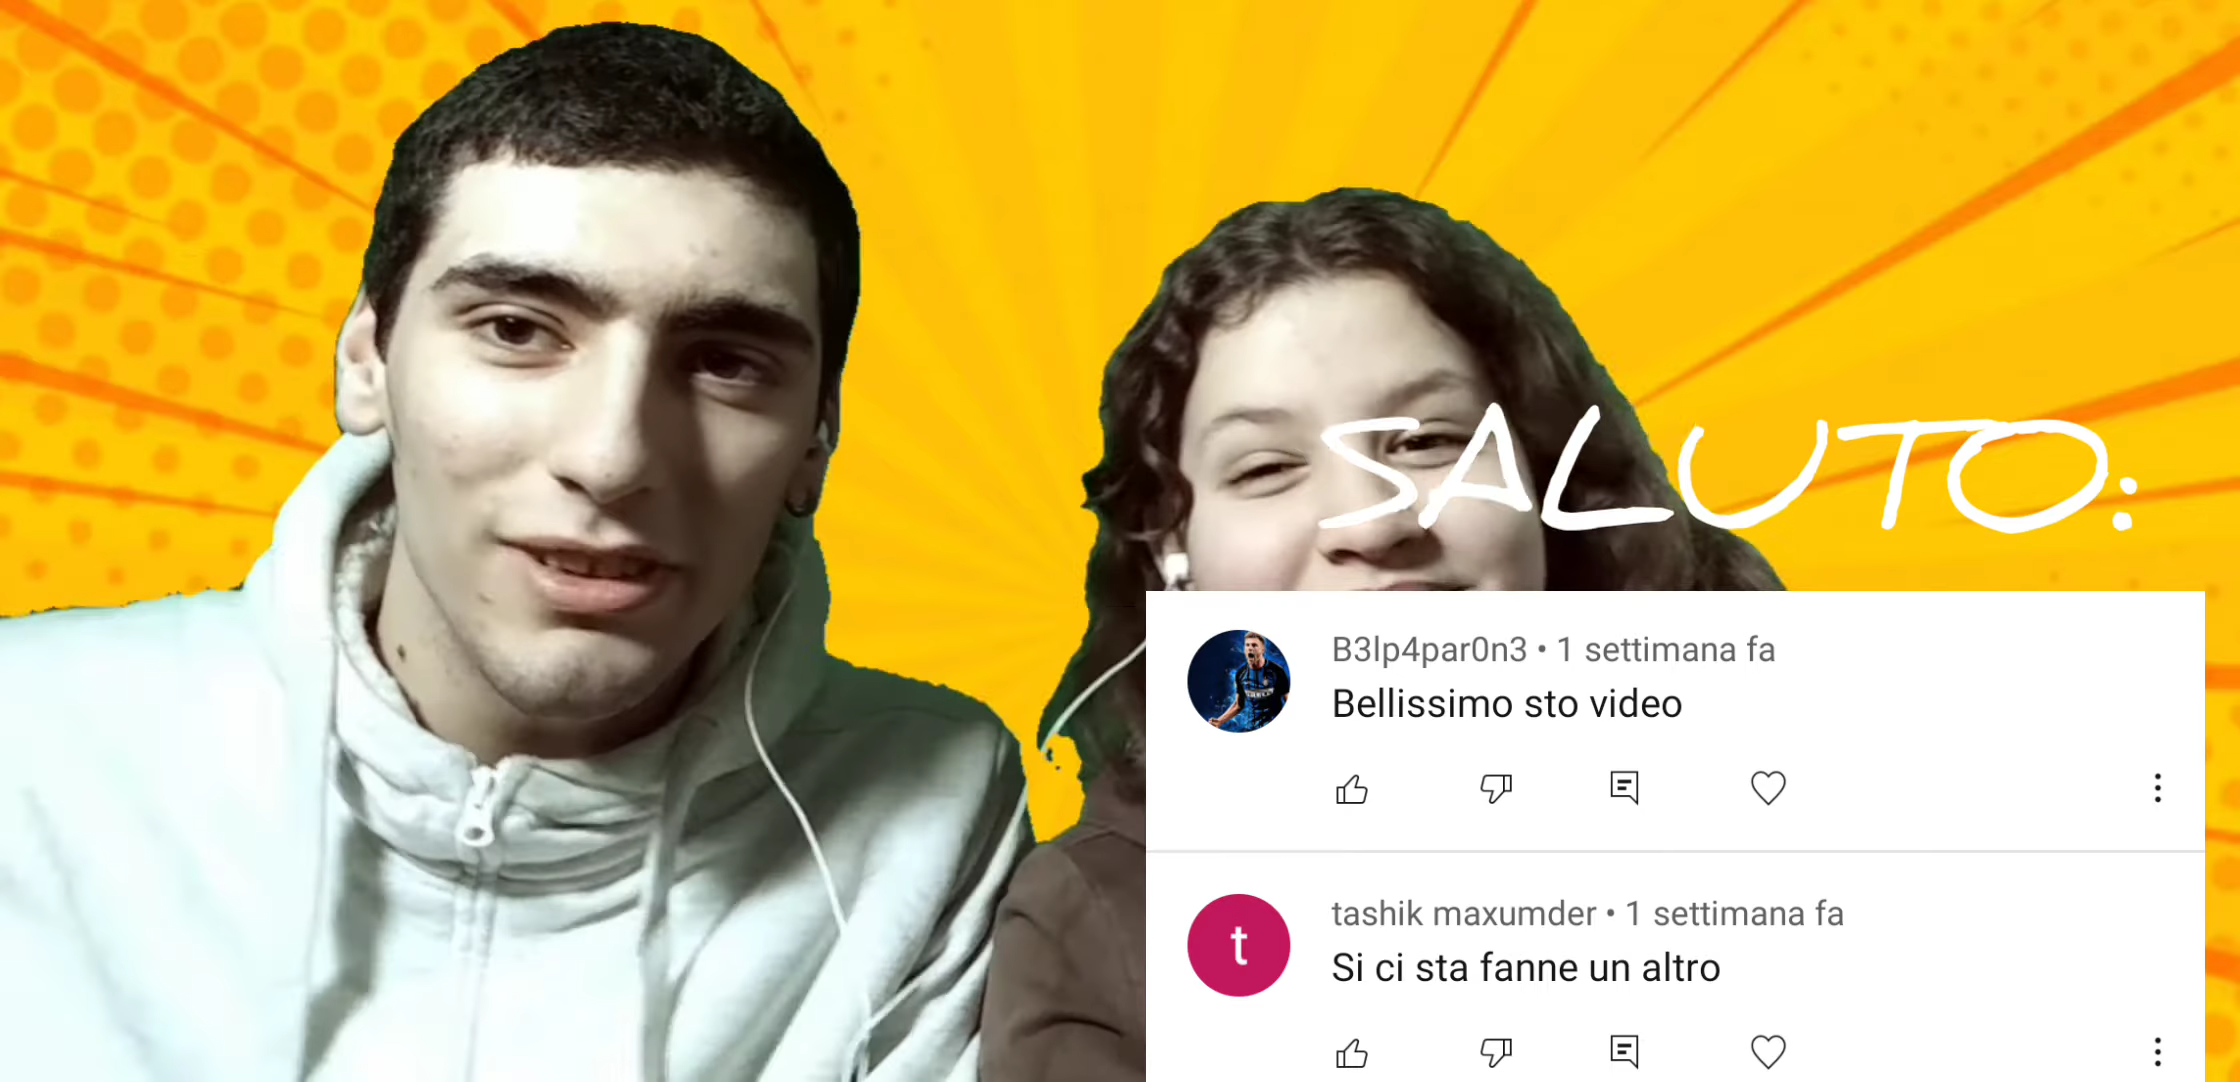 SALUTO:
B3lp4par0n3 • 1 settimana fa
Bellissimo sto video
t
tashik maxumder • 1 settimana fa
Si ci sta fanne un altro